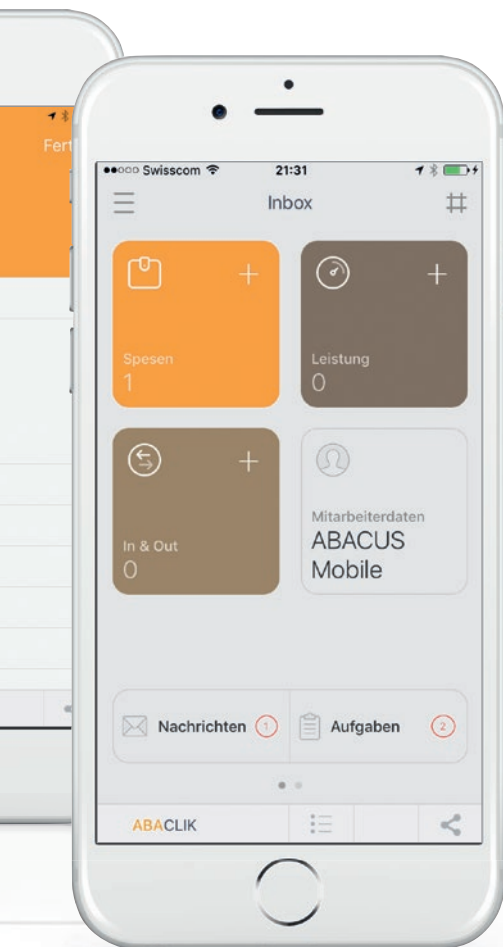 Fert
Swisscom 21:31
Inbox
Spesen
1
Leistung
0
In & Out
0
Mitarbeiterdaten
ABACUS
Mobile
Nachrichten 1
Aufgaben 2
ABACLIK